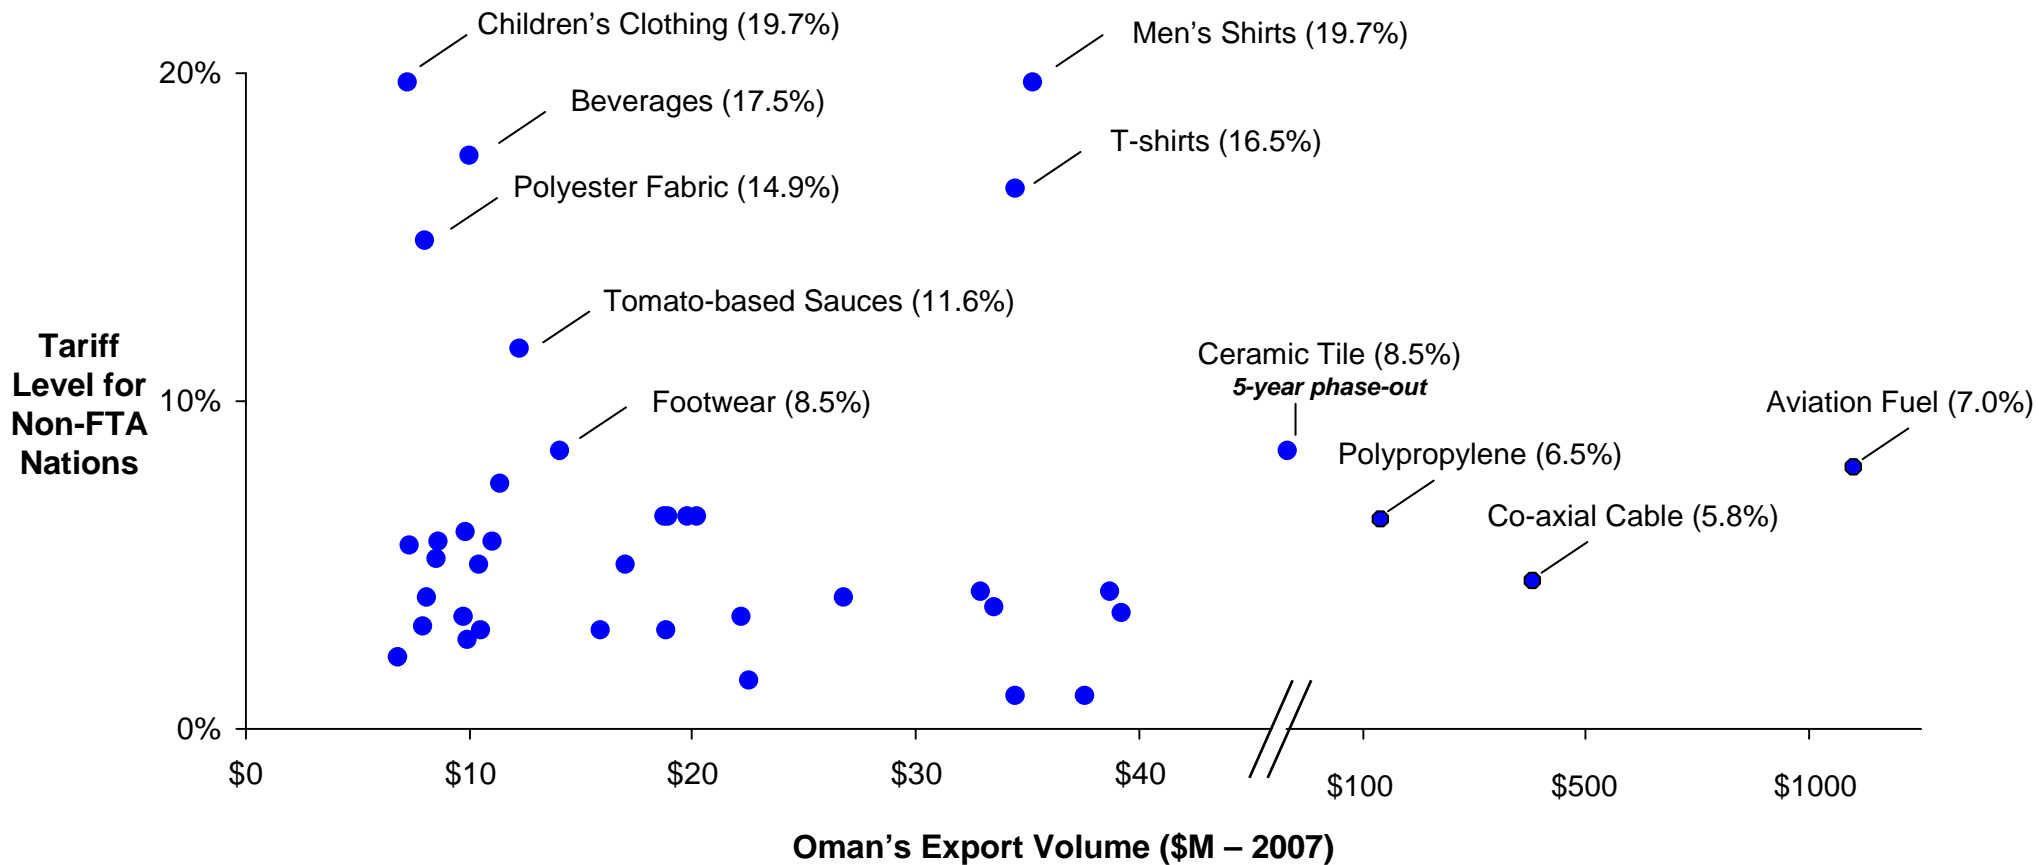 Children’s Clothing (19.7%)
Men’s Shirts (19.7%)
20%
Beverages (17.5%)
T-shirts (16.5%)
Polyester Fabric (14.9%)
Tomato-based Sauces (11.6%)
Tariff
Level for
Non-FTA
Nations
Ceramic Tile (8.5%)
5-year phase-out
10%
Footwear (8.5%)
Aviation Fuel (7.0%)
Polypropylene (6.5%)
Co-axial Cable (5.8%)
0%
$0
$10
$20
$30
$40
$100
$500
$1000
Oman’s Export Volume ($M – 2007)